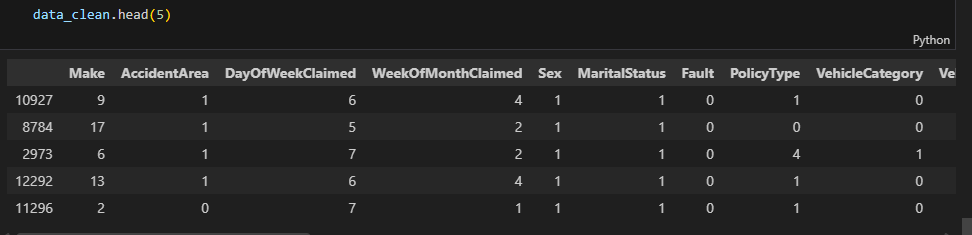 data_clean.head(5)
Python
Make AccidentArea DayOfWeekClaimed WeekOfMonthClaimed Sex MaritalStatus Fault PolicyType VehicleCategory Ve
10927 9 1 6 4 1 1 0 1 0
8784 17 1 5 2 1 1 0 0 0
2973 6 1 7 2 1 1 0 4 1
12292 13 1 6 4 1 1 0 1 0
11296 2 0 7 1 1 1 0 1 0